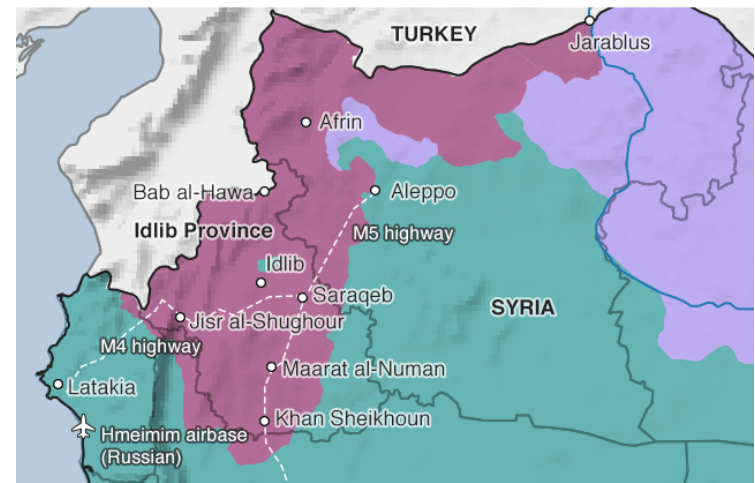 TURKEY
Jarablus
Afrin
Bab al-Hawa
Aleppo
Idlib Province
M5 highway
Idlib
Saraqeb
SYRIA
Jisr al-Shughour
M4 highway
Maarat al-Numan
Latakia
Khan Sheikhoun
Hmeimim airbase
(Russian)